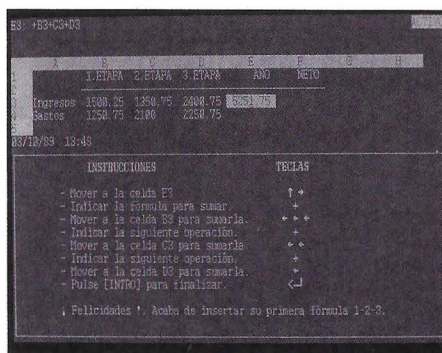 E3: +B3+C3+D3
A B C D E F G H
1.ETAPA 2.ETAPA 3.ETAPA AÑO NETO
Ingresos 1500.25 1350.75 2400.75 5251.75
Gastos 1250.75 2100 2250.75
03/10/89 13:48
INSTRUCCIONES TECLAS
- Mover a la celda E3 ↑ →
- Indicar la fórmula para sumar. +
- Mover a la celda B3 para sumarla. ← ← ←
- Indicar la siguiente operación. +
- Mover a la celda C3 para sumarla ← ←
- Indicar la siguiente operación. +
- Mover a la celda D3 para sumarla. ←
- Pulse [INTRO] para finalizar. ↵
¡ Felicidades !. Acaba de insertar su primera fórmula 1-2-3.